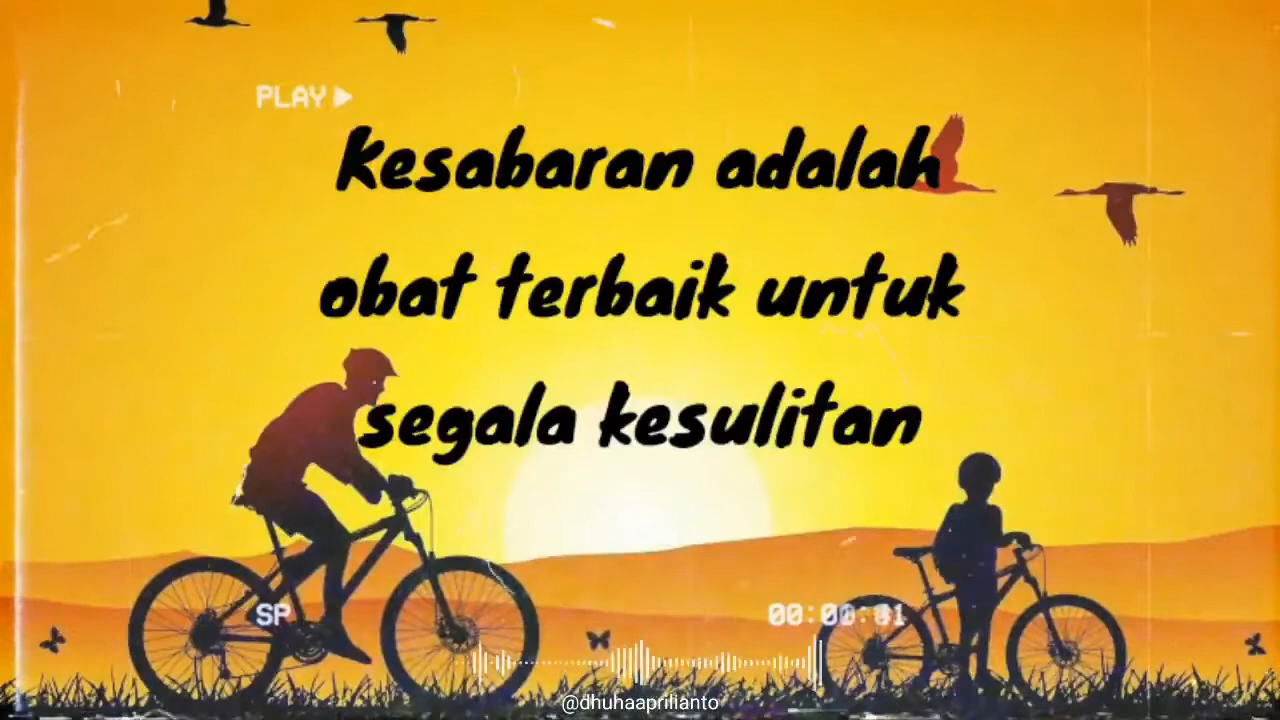 PLAY
Kesabaran adalah
obat terbaik untuk
segala kesulitan
SP
@dhuhaaprilianto